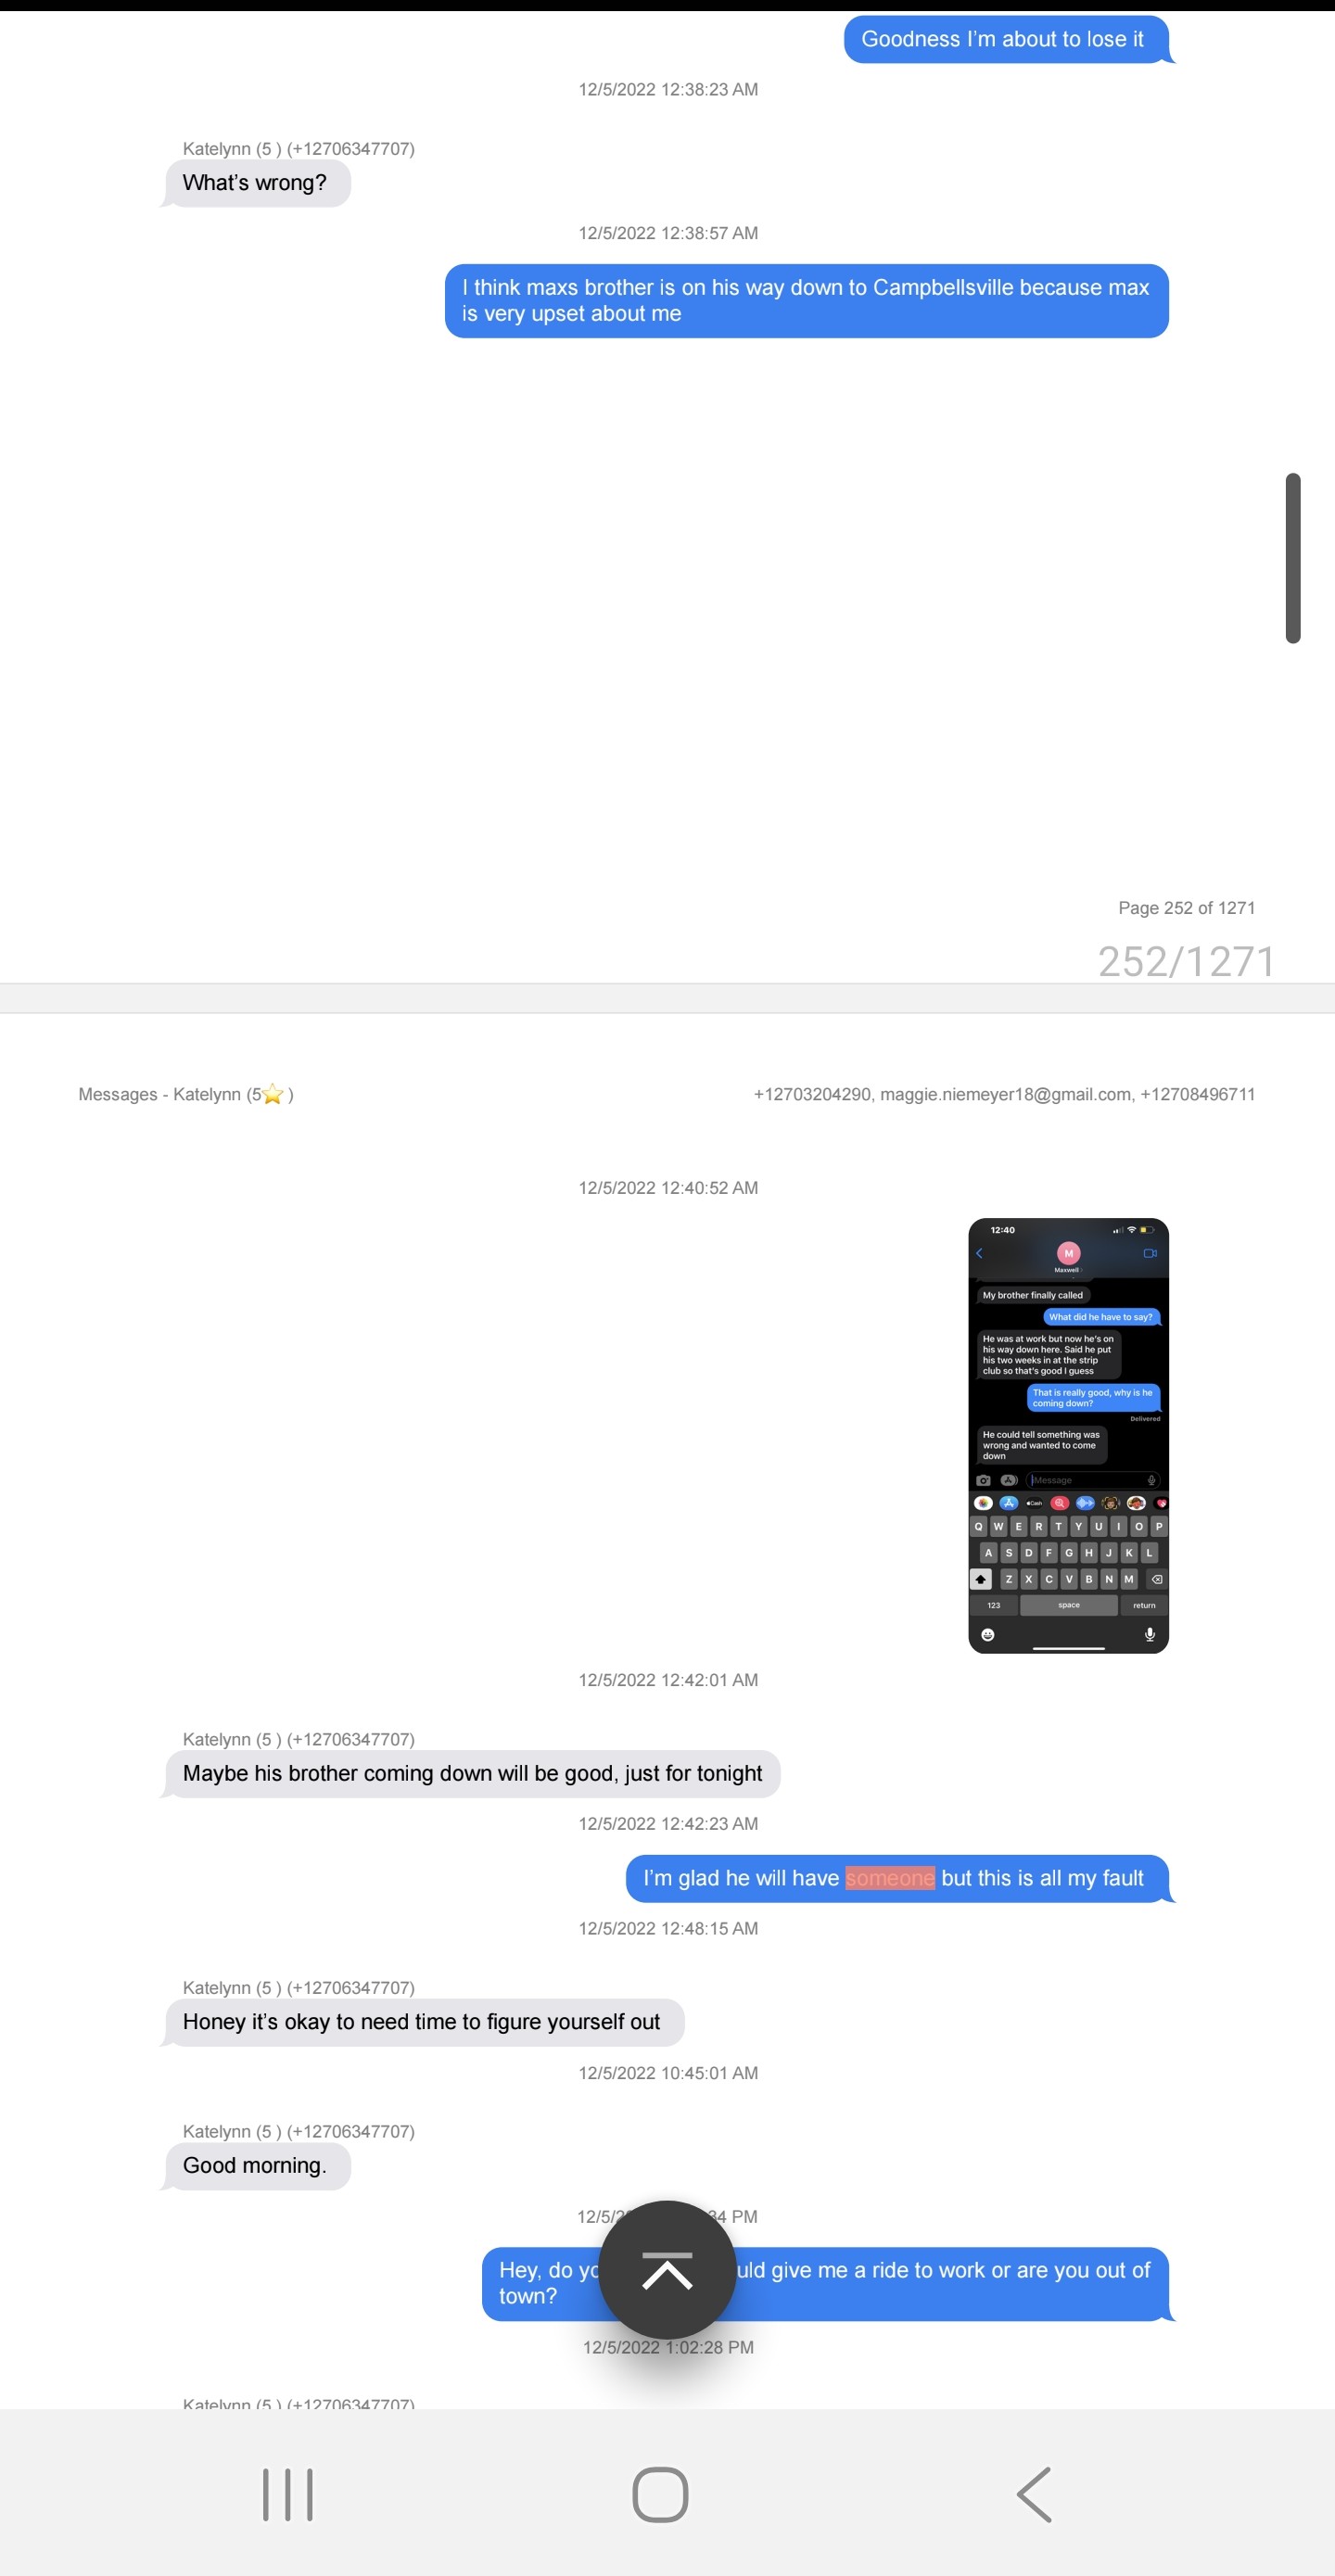 Goodness I'm about to lose it
12/5/2022 12:38:23 AM
Katelynn (5 ) (+12706347707)
What's wrong?
12/5/2022 12:38:57 AM
I think maxs brother is on his way down to Campbellsville because max
is very upset about me
Page 252 of 1271
252/1271
Messages - Katelynn (5⭐ )
+12703204290, maggie.niemeyer18@gmail.com, +12708496711
12/5/2022 12:40:52 AM
12:40
M
Maxwell
My brother finally called
What did he have to say?
He was at work but now he's on
his way down here. Said he put
his two weeks in at the strip
club so that's good I guess
That is really good, why is he
coming down?
Delivered
He could tell something was
wrong and wanted to come
down
Message
Cash
Q W E R T Y U I O P
A S D F G H J K L
Z X C V B N M
123 space return
12/5/2022 12:42:01 AM
Katelynn (5 ) (+12706347707)
Maybe his brother coming down will be good, just for tonight
12/5/2022 12:42:23 AM
I'm glad he will have someone but this is all my fault
12/5/2022 12:48:15 AM
Katelynn (5 ) (+12706347707)
Honey it's okay to need time to figure yourself out
12/5/2022 10:45:01 AM
Katelynn (5 ) (+12706347707)
Good morning.
12/5/2 34 PM
Hey, do yo uld give me a ride to work or are you out of
town?
12/5/2022 1:02:28 PM
Katelynn (5 ) (+12706347707)